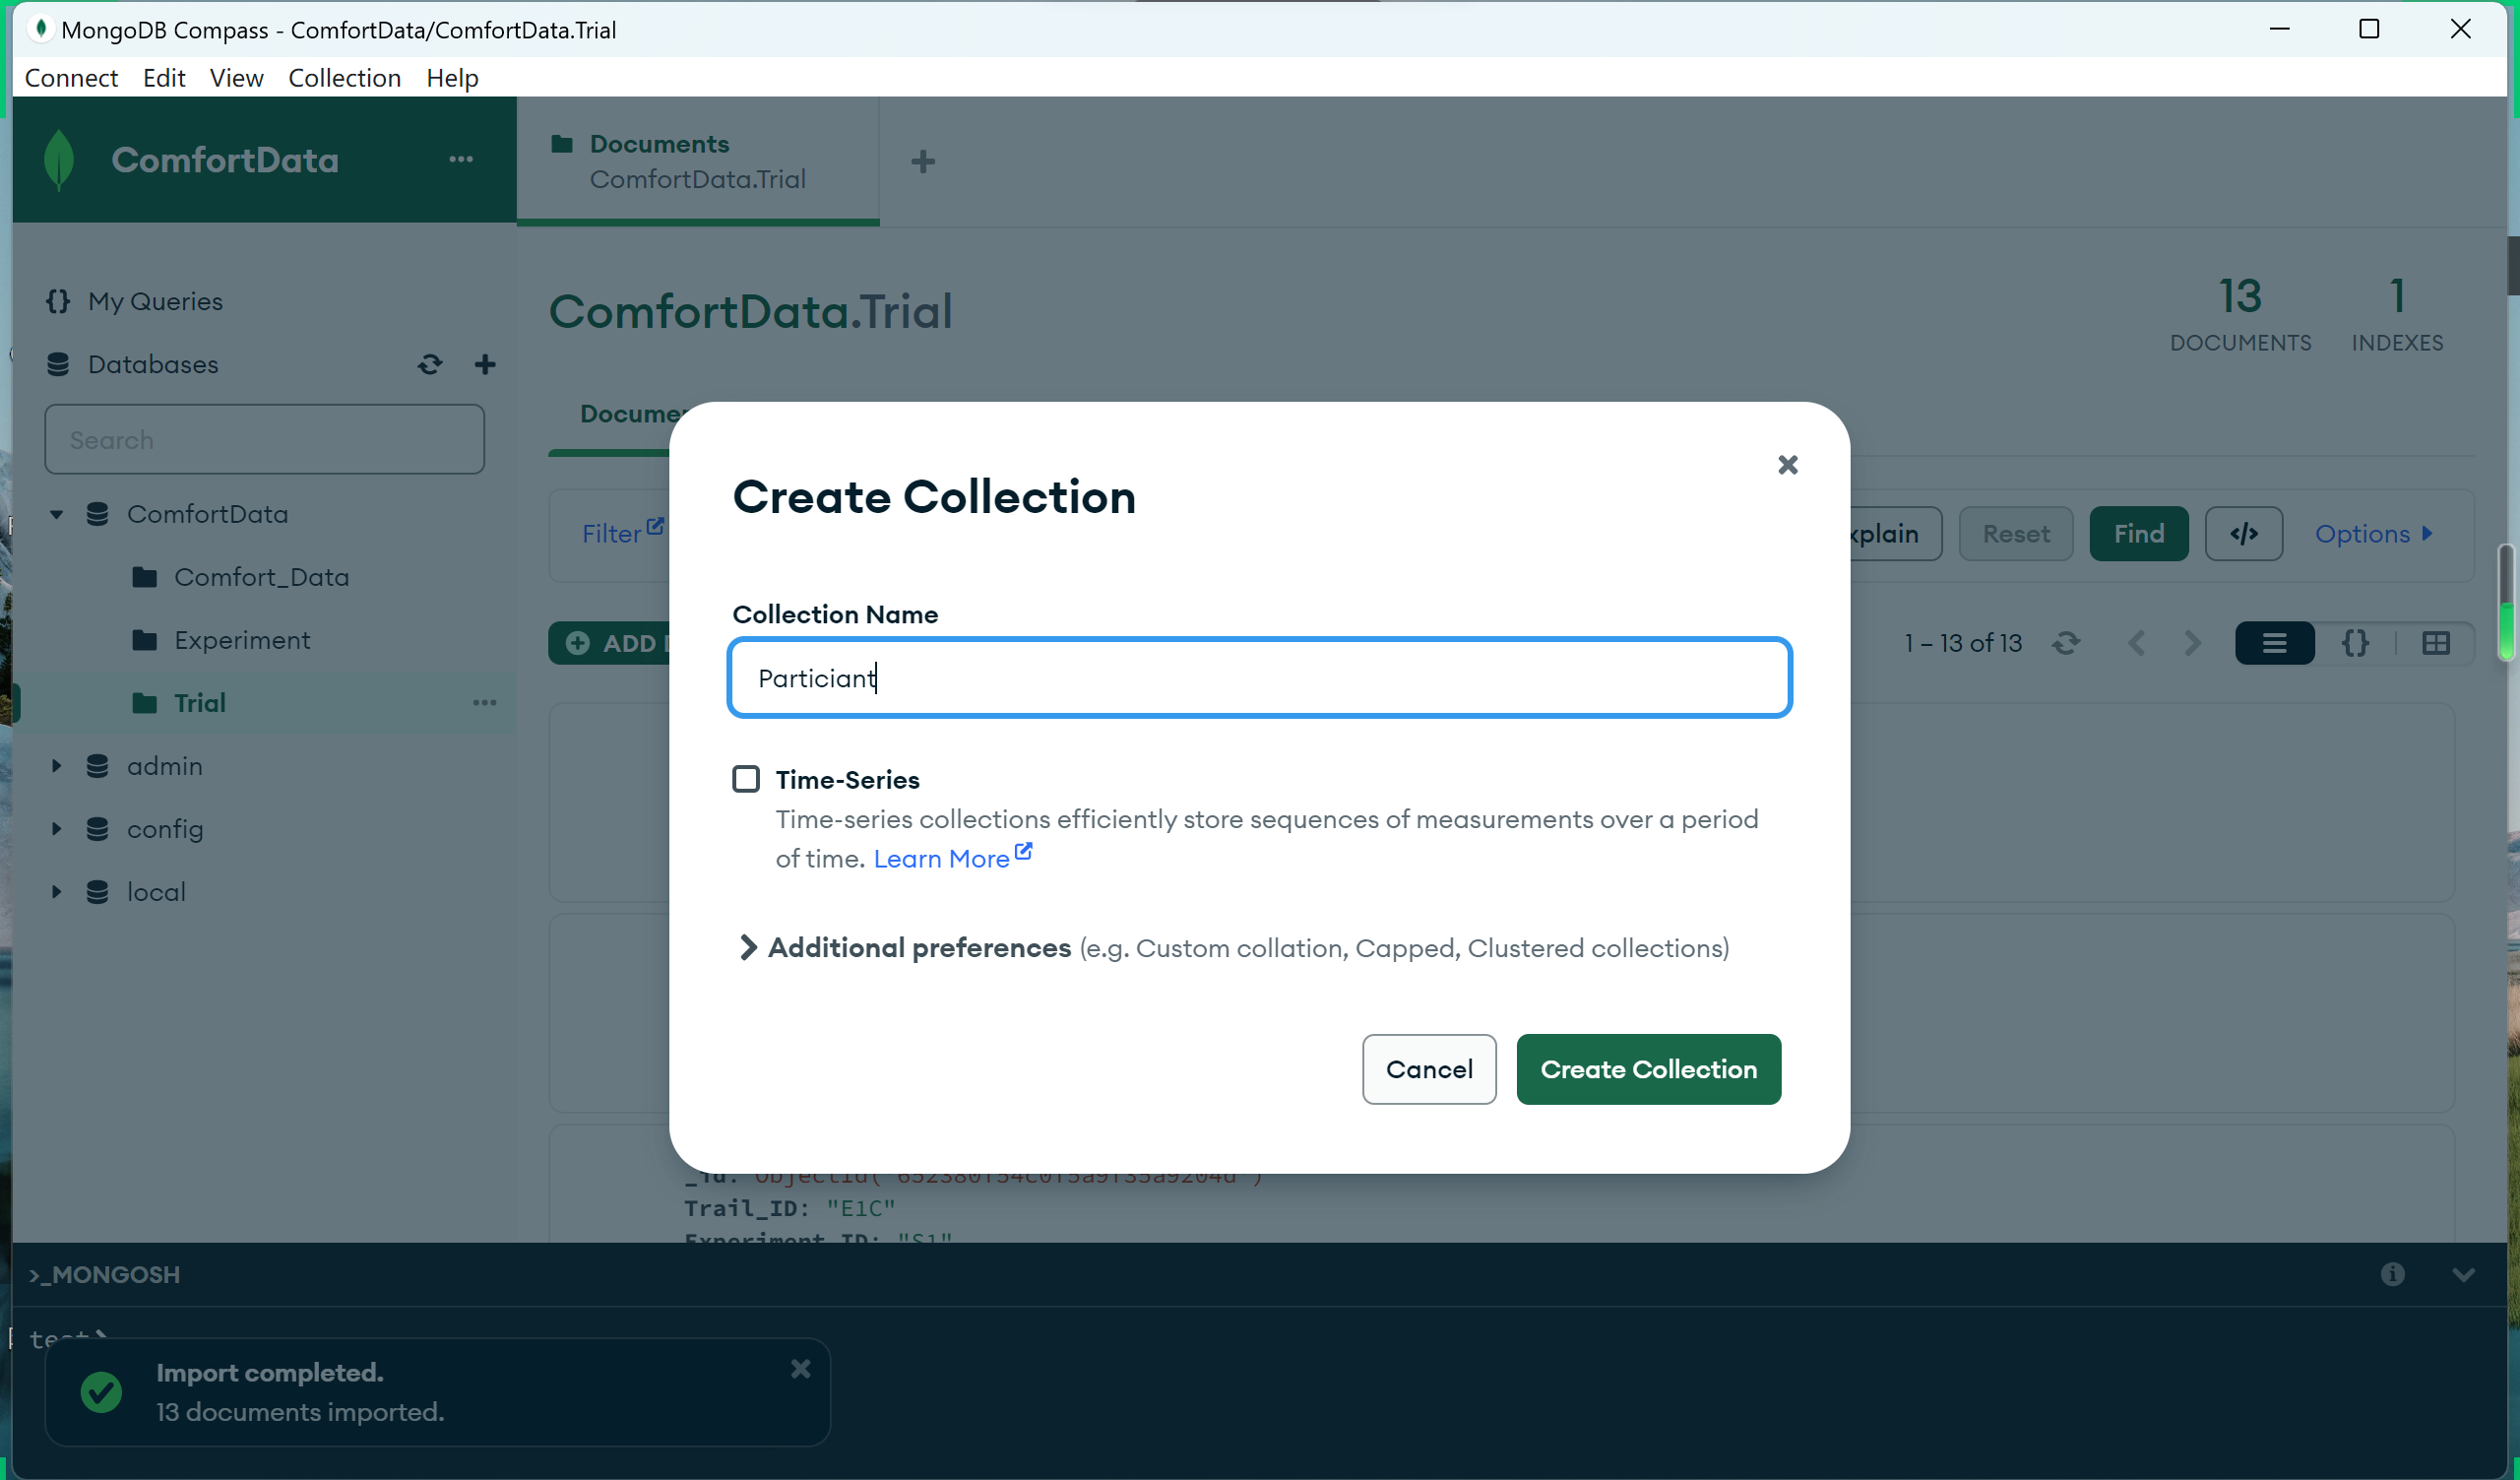 MongoDB Compass - ComfortData/ComfortData.Trial
Connect Edit View Collection Help
ComfortData
Documents
ComfortData.Trial
My Queries
Databases
Search
ComfortData
Comfort_Data
Experiment
Trial
admin
config
local
ComfortData.Trial
13
DOCUMENTS
1
INDEXES
Filter
Reset
Find
</>
Options
ADD
1 – 13 of 13
Create Collection
Collection Name
Particiant
Time-Series
Time-series collections efficiently store sequences of measurements over a period
of time. Learn More
Additional preferences (e.g. Custom collation, Capped, Clustered collections)
Cancel
Create Collection
Trail_ID: "E1C"
Experiment_ID: "S1"
>_MONGOSH
Import completed.
13 documents imported.